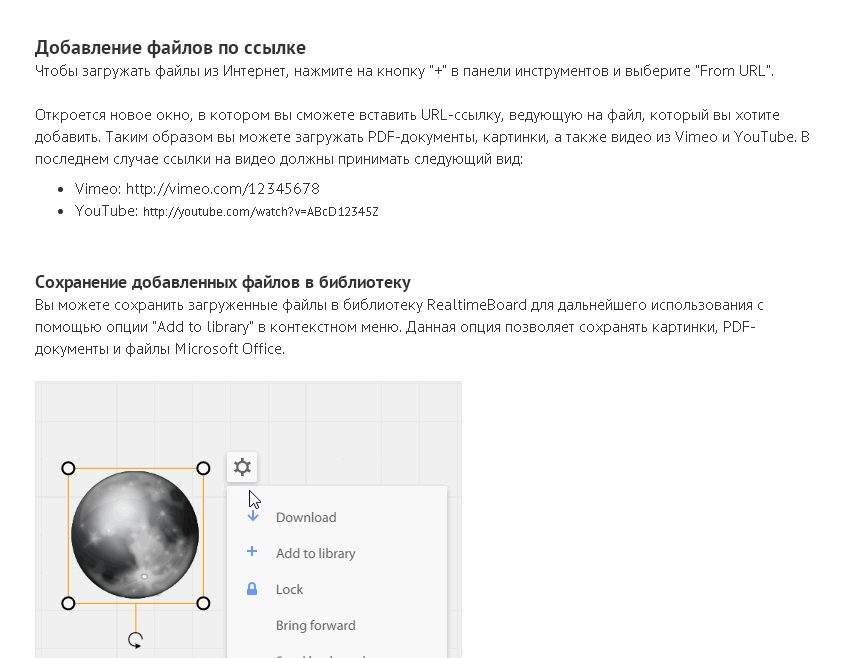 Добавление файлов по ссылке
Чтобы загружать файлы из Интернет, нажмите на кнопку "+" в панели инструментов и выберите "From URL".
Откроется новое окно, в котором вы сможете вставить URL-ссылку, ведующую на файл, который вы хотите
добавить. Таким образом вы можете загружать PDF-документы, картинки, а также видео из Vimeo и YouTube. В
последнем случае ссылки на видео должны принимать следующий вид:
• Vimeo: http://vimeo.com/12345678
• YouTube: http://youtube.com/watch?v=ABcD12345Z
Сохранение добавленных файлов в библиотеку
Вы можете сохранить загруженные файлы в библиотеку RealtimeBoard для дальнейшего использования с
помощью опции "Add to library" в контекстном меню. Данная опция позволяет сохранять картинки, PDF-
документы и файлы Microsoft Office.
Download
Add to library
Lock
Bring forward